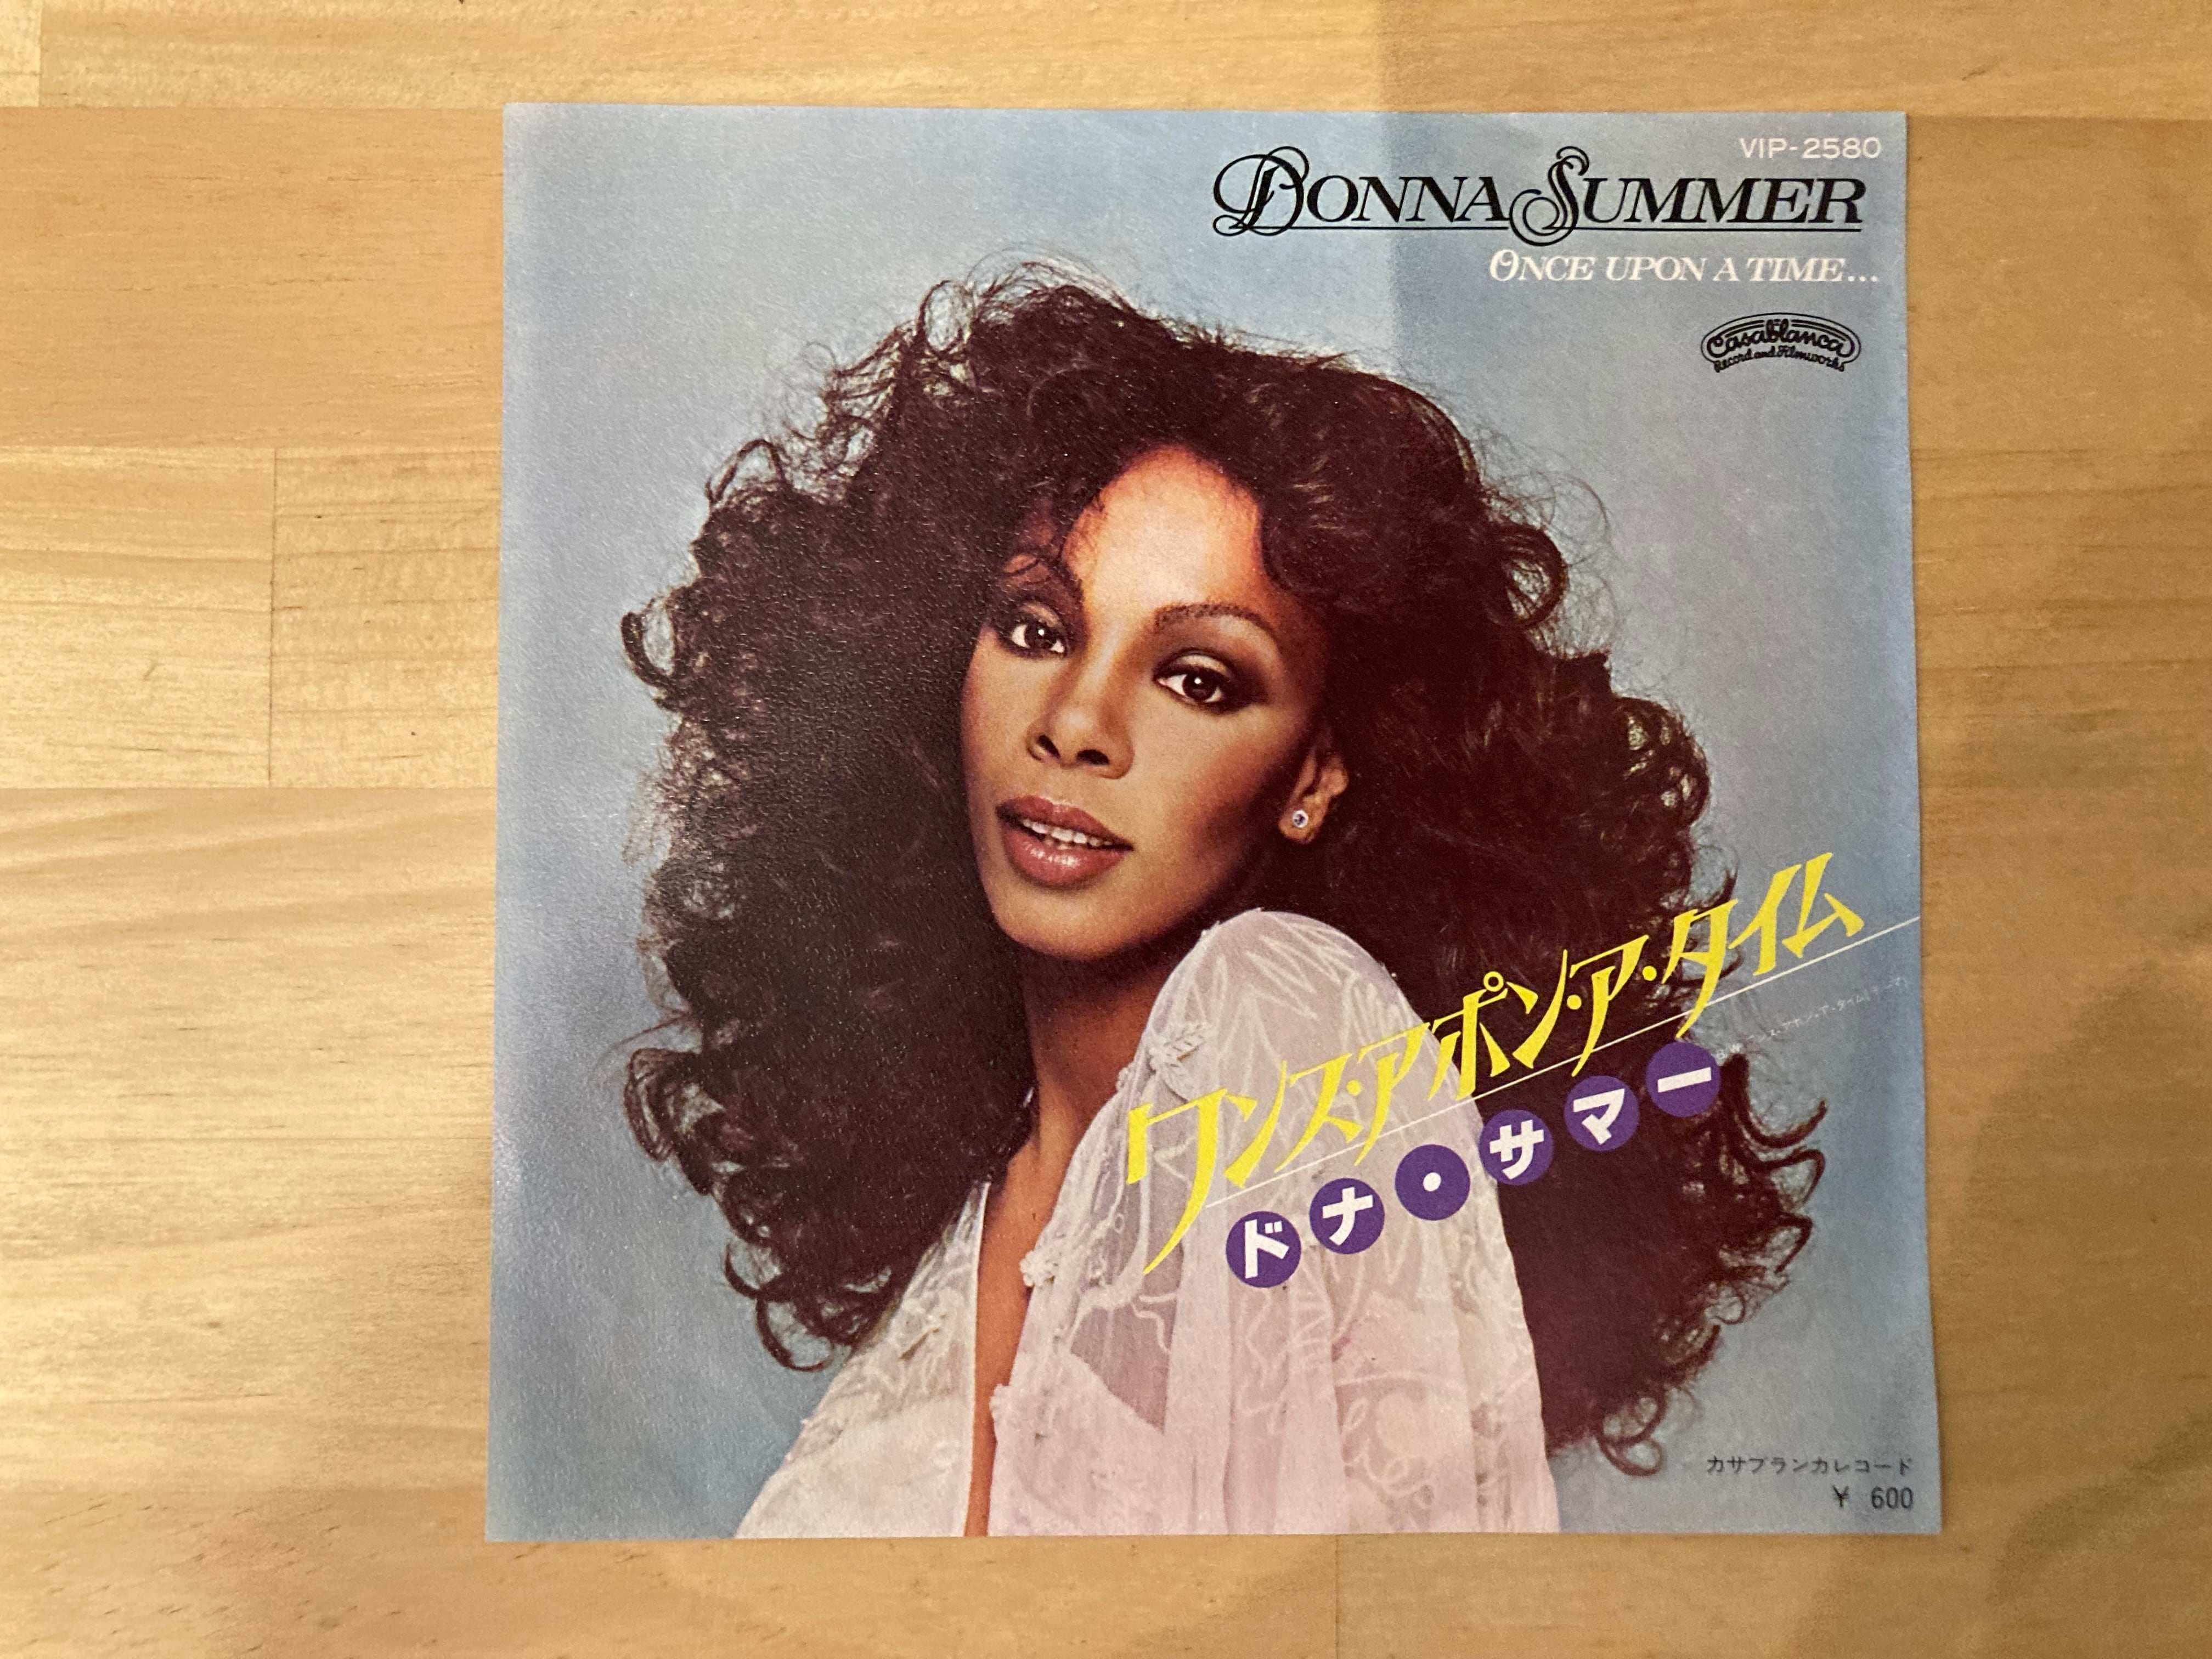 VIP-2580
DONNA SUMMER
ONCE UPON A TIME...
Casablanca
Record and Filmworks
ワンス・アポン・ア・タイム
ドナ・サマー
カサブランカレコード
¥ 600